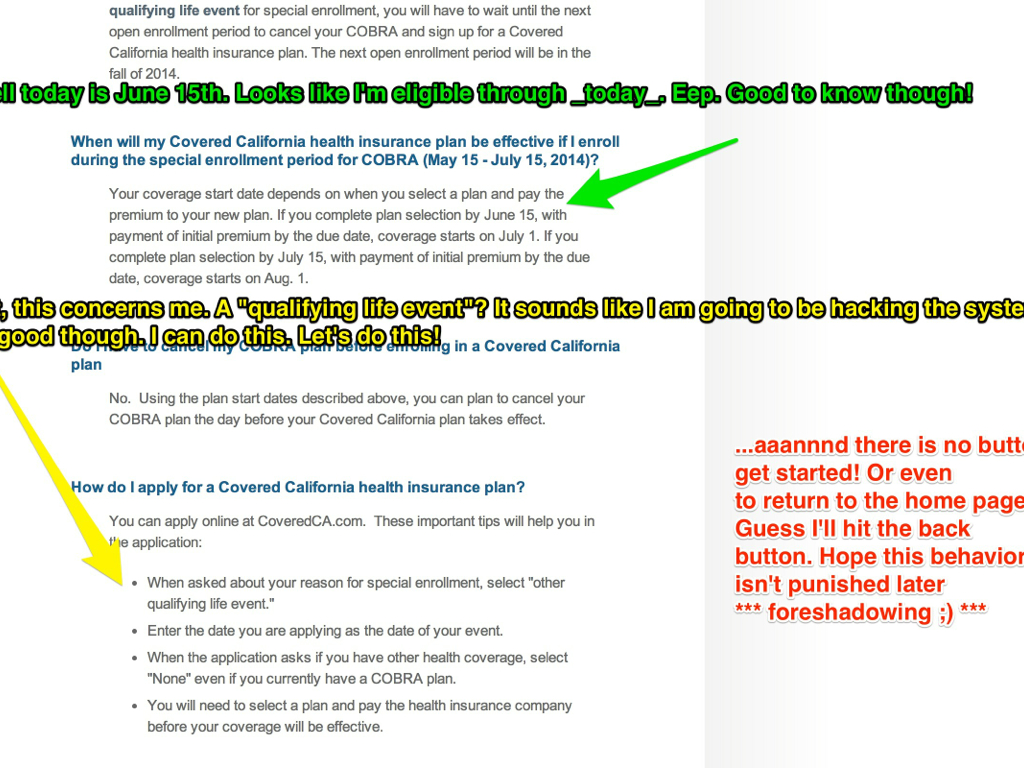 qualifying life event for special enrollment, you will have to wait until the next
open enrollment period to cancel your COBRA and sign up for a Covered
California health insurance plan. The next open enrollment period will be in the
fall of 2014.
ll today is June 15th. Looks like I'm eligible through _today_. Eep. Good to know though!
When will my Covered California health insurance plan be effective if I enroll
during the special enrollment period for COBRA (May 15 - July 15, 2014)?
Your coverage start date depends on when you select a plan and pay the
premium to your new plan. If you complete plan selection by June 15, with
payment of initial premium by the due date, coverage starts on July 1. If you
complete plan selection by July 15, with payment of initial premium by the due
date, coverage starts on Aug. 1.
, this concerns me. A "qualifying life event"? It sounds like I am going to be hacking the syste
good though. I can do this. Let's do this!
Do I have to cancel my COBRA plan before enrolling in a Covered California
plan
No. Using the plan start dates described above, you can plan to cancel your
COBRA plan the day before your Covered California plan takes effect.
...aaannnd there is no butt
get started! Or even
to return to the home page
Guess I'll hit the back
button. Hope this behavior
isn't punished later
*** foreshadowing ;) ***
How do I apply for a Covered California health insurance plan?
You can apply online at CoveredCA.com. These important tips will help you in
the application:
• When asked about your reason for special enrollment, select "other
qualifying life event."
• Enter the date you are applying as the date of your event.
• When the application asks if you have other health coverage, select
"None" even if you currently have a COBRA plan.
• You will need to select a plan and pay the health insurance company
before your coverage will be effective.